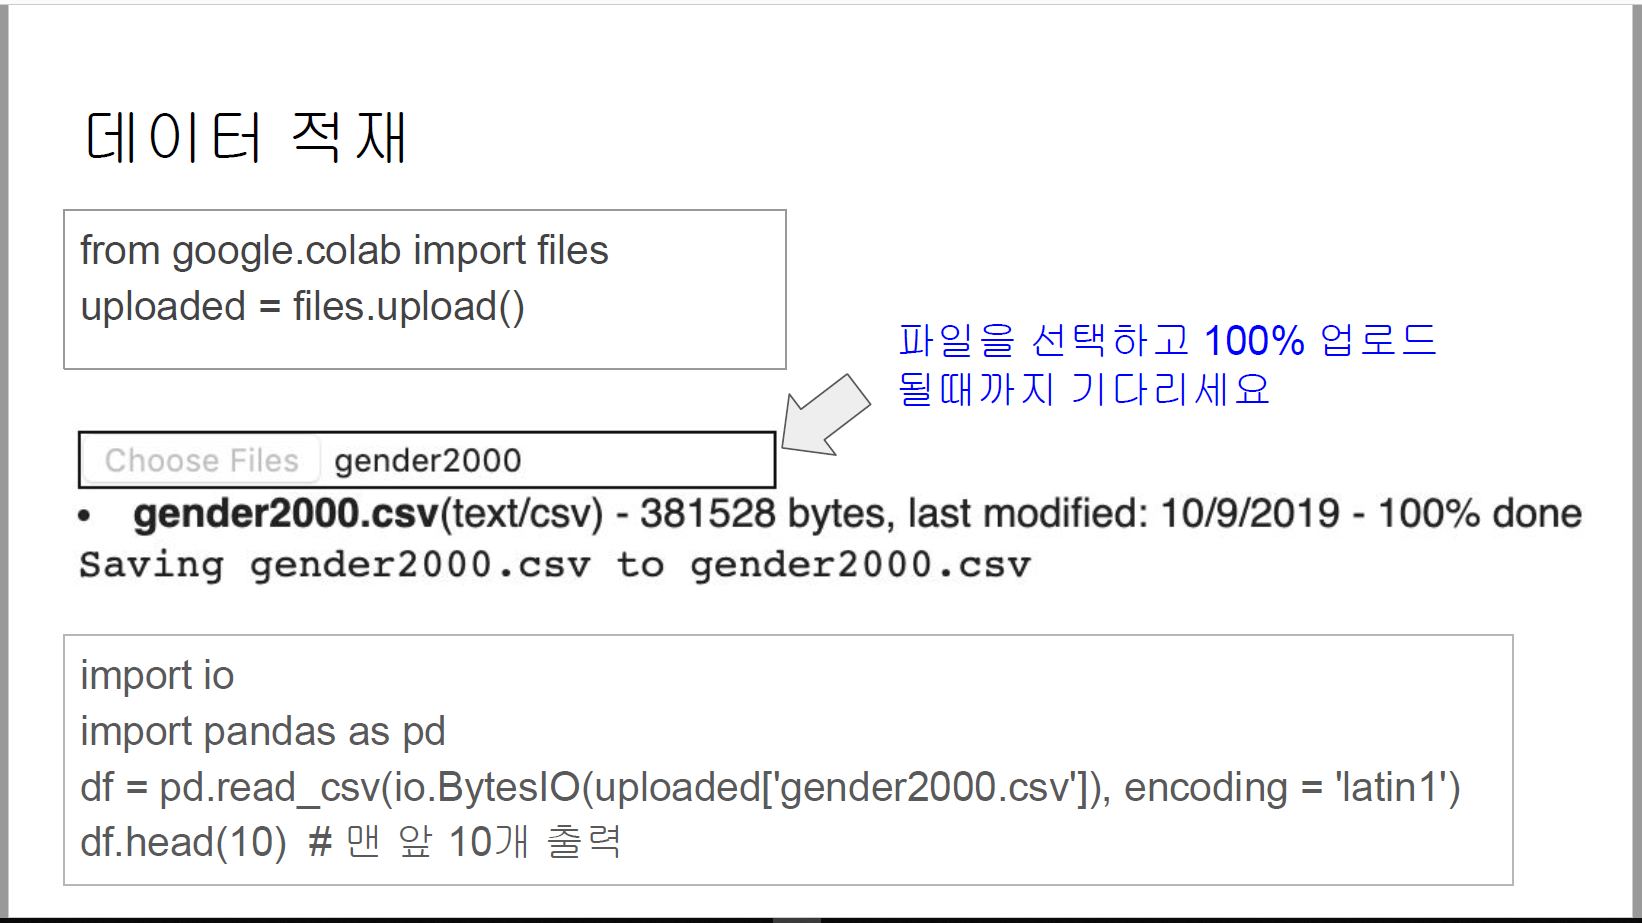 데이터 적재
from google.colab import files
uploaded = files.upload()
파일을 선택하고 100% 업로드
될때까지 기다리세요
Choose Files gender2000
• gender2000.csv(text/csv) - 381528 bytes, last modified: 10/9/2019 - 100% done
Saving gender2000.csv to gender2000.csv
import io
import pandas as pd
df = pd.read_csv(io.BytesIO(uploaded['gender2000.csv']), encoding = 'latin1')
df.head(10)  # 맨 앞 10개 출력